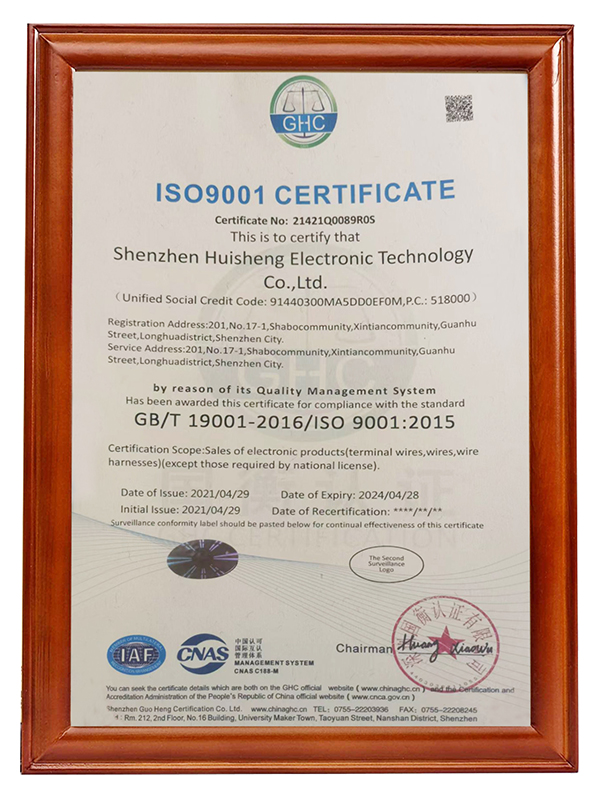 GHC
ISO9001 CERTIFICATE
Certificate No: 21421Q0089R0S
This is to certify that
Shenzhen Huisheng Electronic Technology
Co.,Ltd.
（Unified Social Credit Code: 91440300MA5DD0EF0M,P.C.: 518000）
Registration Address:201,No.17-1,Shabocommunity,Xintiancommunity,Guanhu
Street,Longhuadistrict,Shenzhen City.
Service Address:201,No.17-1,Shabocommunity,Xintiancommunity,Guanhu
Street,Longhuadistrict,Shenzhen City.
GHC
by reason of its Quality Management System
Has been awarded this certificate for compliance with the standard
GB/T 19001-2016/ISO 9001:2015
Certification Scope:Sales of electronic products(terminal wires,wires,wire
harnesses)(except those required by national license).
Date of Issue: 2021/04/29 Date of Expiry: 2024/04/28
Initial Issue: 2021/04/29 Date of Recertification: ****/**/**
Surveillance conformity label should be pasted below for continual effectiveness of this certificate
The Second
Surveillance
Logo
IAF
CNAS
中国认可
国际互认
管理体系
MANAGEMENT SYSTEM
CNAS C188-M
Chairman
Huang Xiaowu
国衡认证有限
司
You can seek the certificate details which are both on the GHC official website ( www.chinaghc.cn ) and the Certification and
Accreditation Administration of the People's Republic of China official website ( www.cnca.gov.cn )
Shenzhen Guo Heng Certification Co. Ltd. www.chinaghc.cn TEL: 0755-22203936 FAX: 0755-22208245
Rm. 212, 2nd Floor, No.16 Building, University Maker Town, Taoyuan Street, Nanshan District, Shenzhen